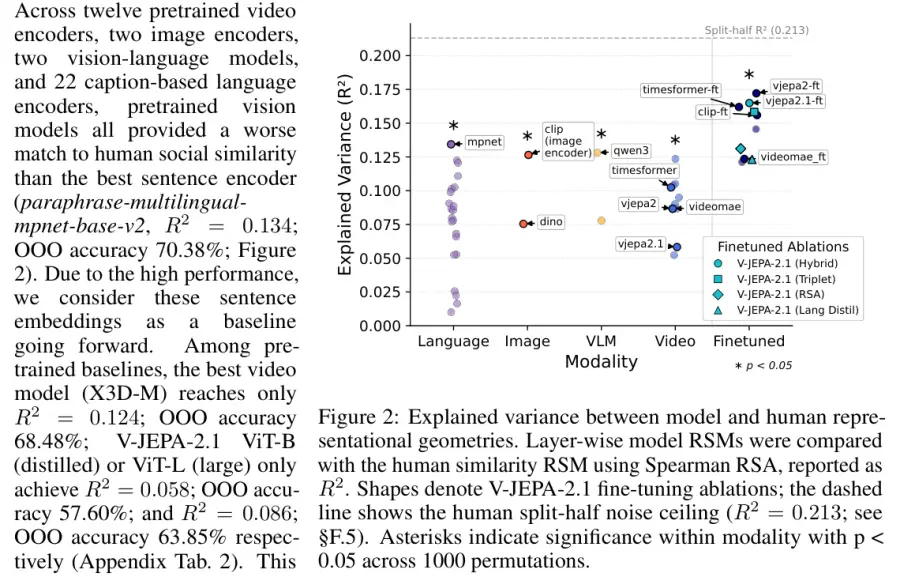 Across twelve pretrained video
encoders, two image encoders,
two vision-language models,
and 22 caption-based language
encoders, pretrained vision
models all provided a worse
match to human social similarity
than the best sentence encoder
(paraphrase-multilingual-
mpnet-base-v2, R² = 0.134;
OOO accuracy 70.38%; Figure
2). Due to the high performance,
we consider these sentence
embeddings as a baseline
going forward. Among pre-
trained baselines, the best video
model (X3D-M) reaches only
R² = 0.124; OOO accuracy
68.48%; V-JEPA-2.1 ViT-B
(distilled) or ViT-L (large) only
achieve R² = 0.058; OOO accu-
racy 57.60%; and R² = 0.086;
OOO accuracy 63.85% respec-
tively (Appendix Tab. 2). This
Split-half R² (0.213)
Explained Variance (R²)
0.200
0.175
0.150
0.125
0.100
0.075
0.050
0.025
0.000
*
mpnet
*
clip
(image
encoder)
dino
*
qwen3
*
timesformer
vjepa2
videomae
vjepa2.1
*
timesformer-ft
vjepa2-ft
vjepa2.1-ft
clip-ft
videomae_ft
Finetuned Ablations
V-JEPA-2.1 (Hybrid)
V-JEPA-2.1 (Triplet)
V-JEPA-2.1 (RSA)
V-JEPA-2.1 (Lang Distil)
Language Image VLM Video Finetuned
Modality
* p < 0.05
Figure 2: Explained variance between model and human repre-
sentational geometries. Layer-wise model RSMs were compared
with the human similarity RSM using Spearman RSA, reported as
R². Shapes denote V-JEPA-2.1 fine-tuning ablations; the dashed
line shows the human split-half noise ceiling (R² = 0.213; see
§F.5). Asterisks indicate significance within modality with p <
0.05 across 1000 permutations.